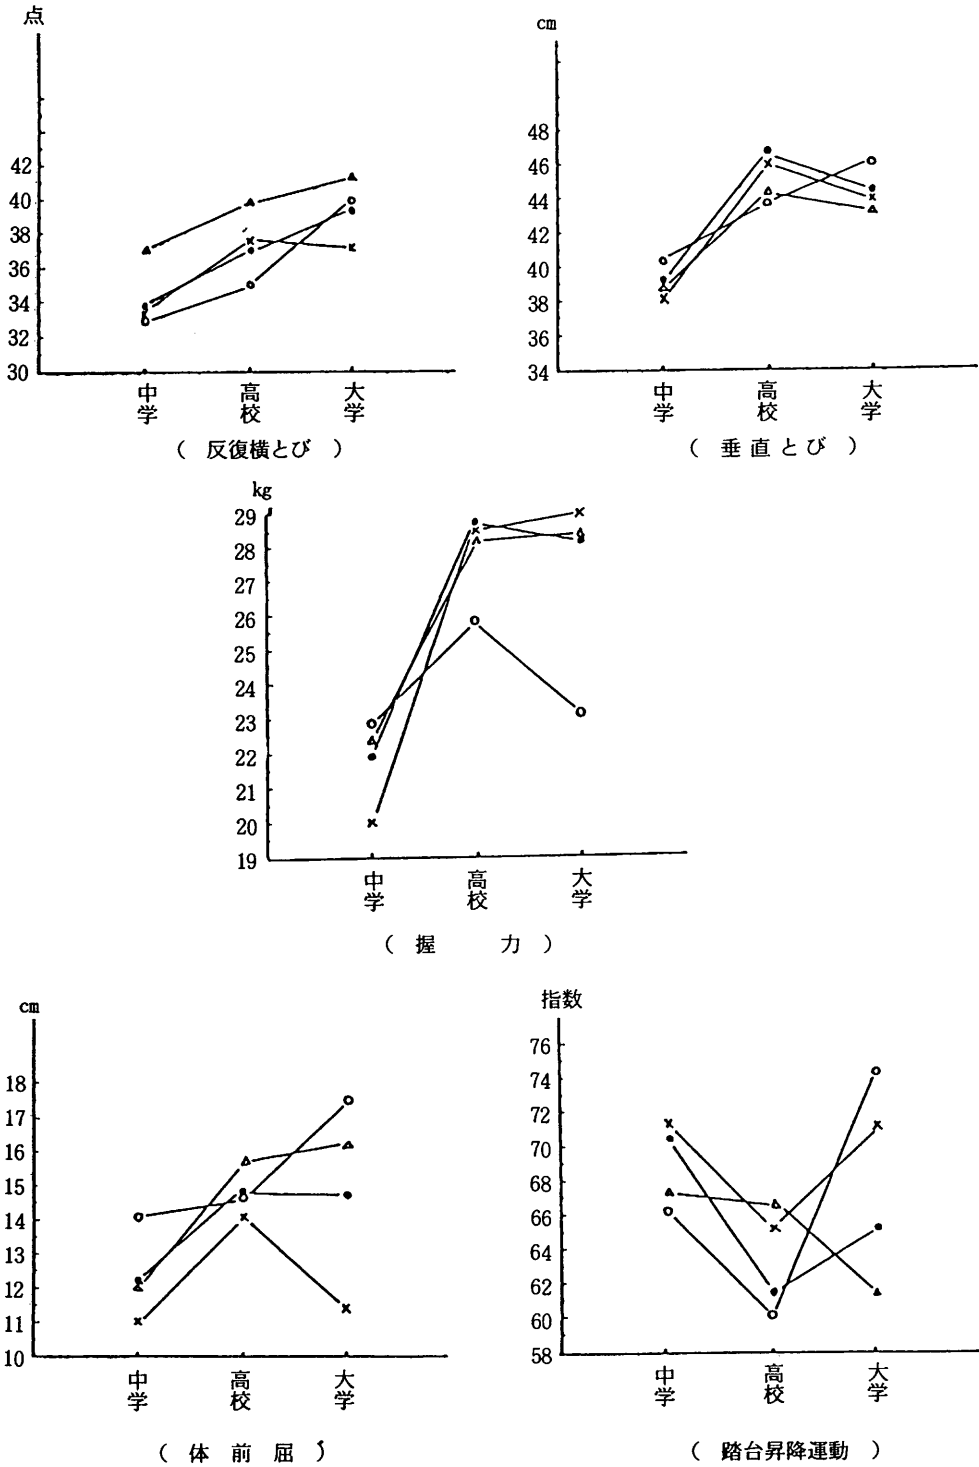 点
42
40
38
36
34
32
30
中学
高校
大学
( 反復横とび )
cm
48
46
44
42
40
38
36
34
中学
高校
大学
( 垂直とび )
kg
29
28
27
26
25
24
23
22
21
20
19
中学
高校
大学
( 握 力 )
cm
18
17
16
15
14
13
12
11
10
中学
高校
大学
( 体前屈 )
指数
76
74
72
70
68
66
64
62
60
58
中学
高校
大学
( 踏台昇降運動 )